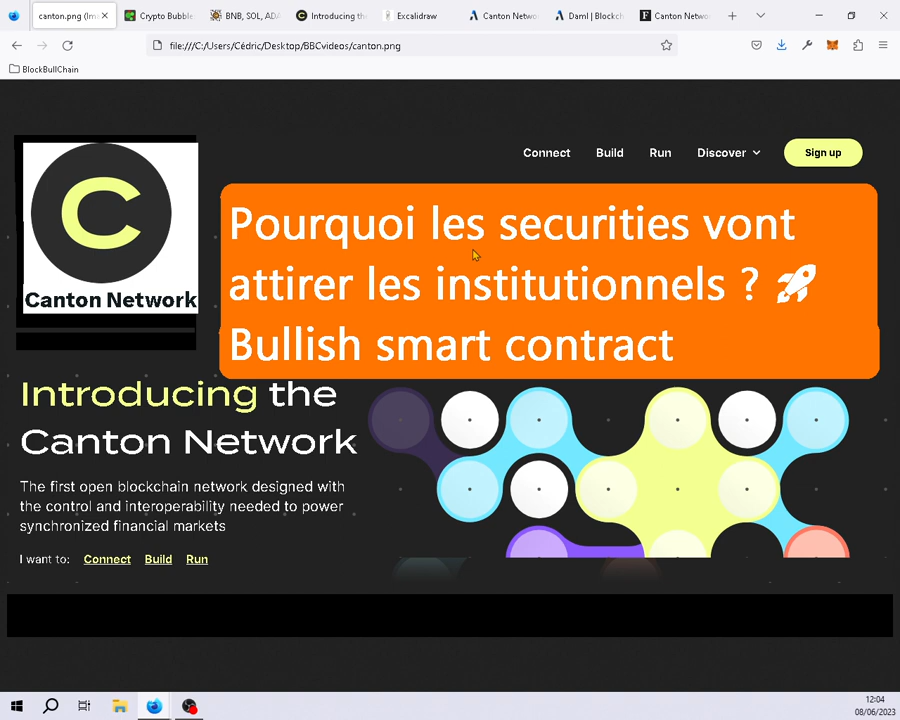 canton.png (Ima
Crypto Bubble
BNB, SOL, ADA
Introducing the
Excalidraw
Canton Netwo
Daml | Blockch
Canton Netwo
file:///C:/Users/Cédric/Desktop/BBCvideos/canton.png
BlockBullChain
Connect
Build
Run
Discover
Sign up
C
Canton Network
Pourquoi les securities vont
attirer les institutionnels ? 🚀
Bullish smart contract
Introducing the
Canton Network
The first open blockchain network designed with
the control and interoperability needed to power
synchronized financial markets
I want to: Connect Build Run
12:04
08/06/2023